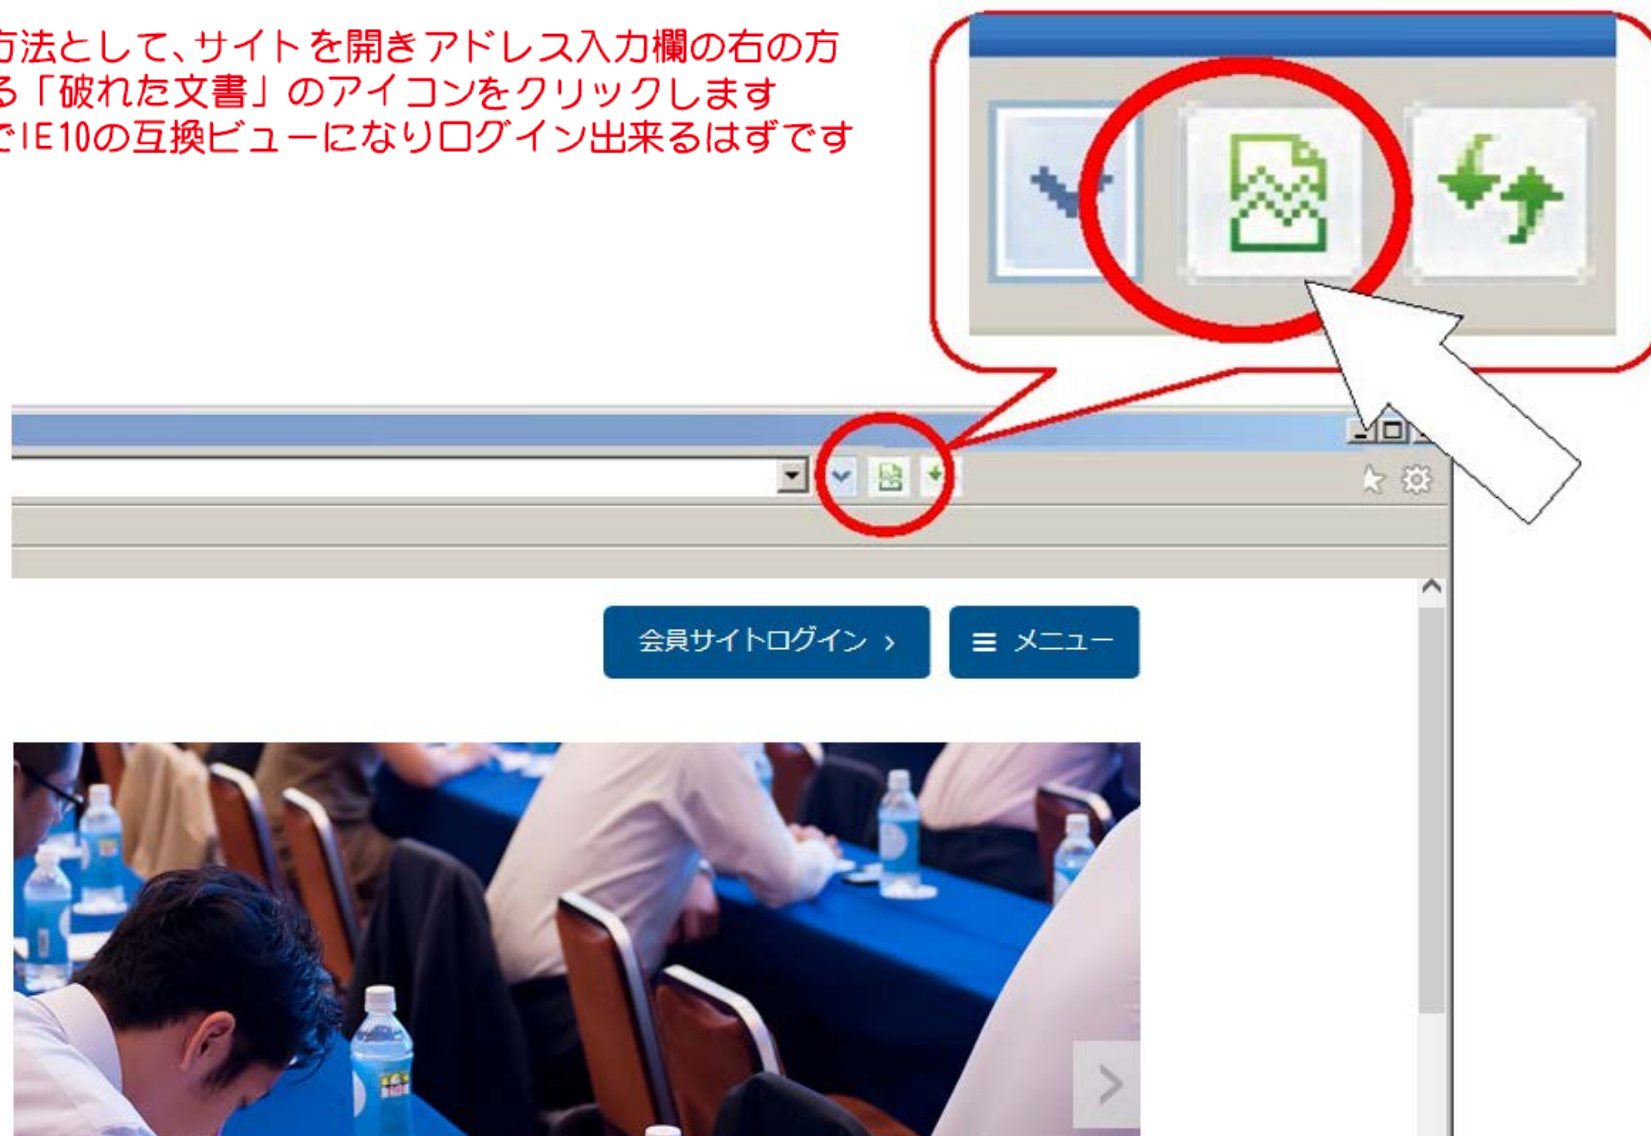 方法として､サイトを開きアドレス入力欄の右の方
る「破れた文書」のアイコンをクリックします
でIE10の互換ビューになりログイン出来るはずです
会員サイトログイン ›
≡ メニュー